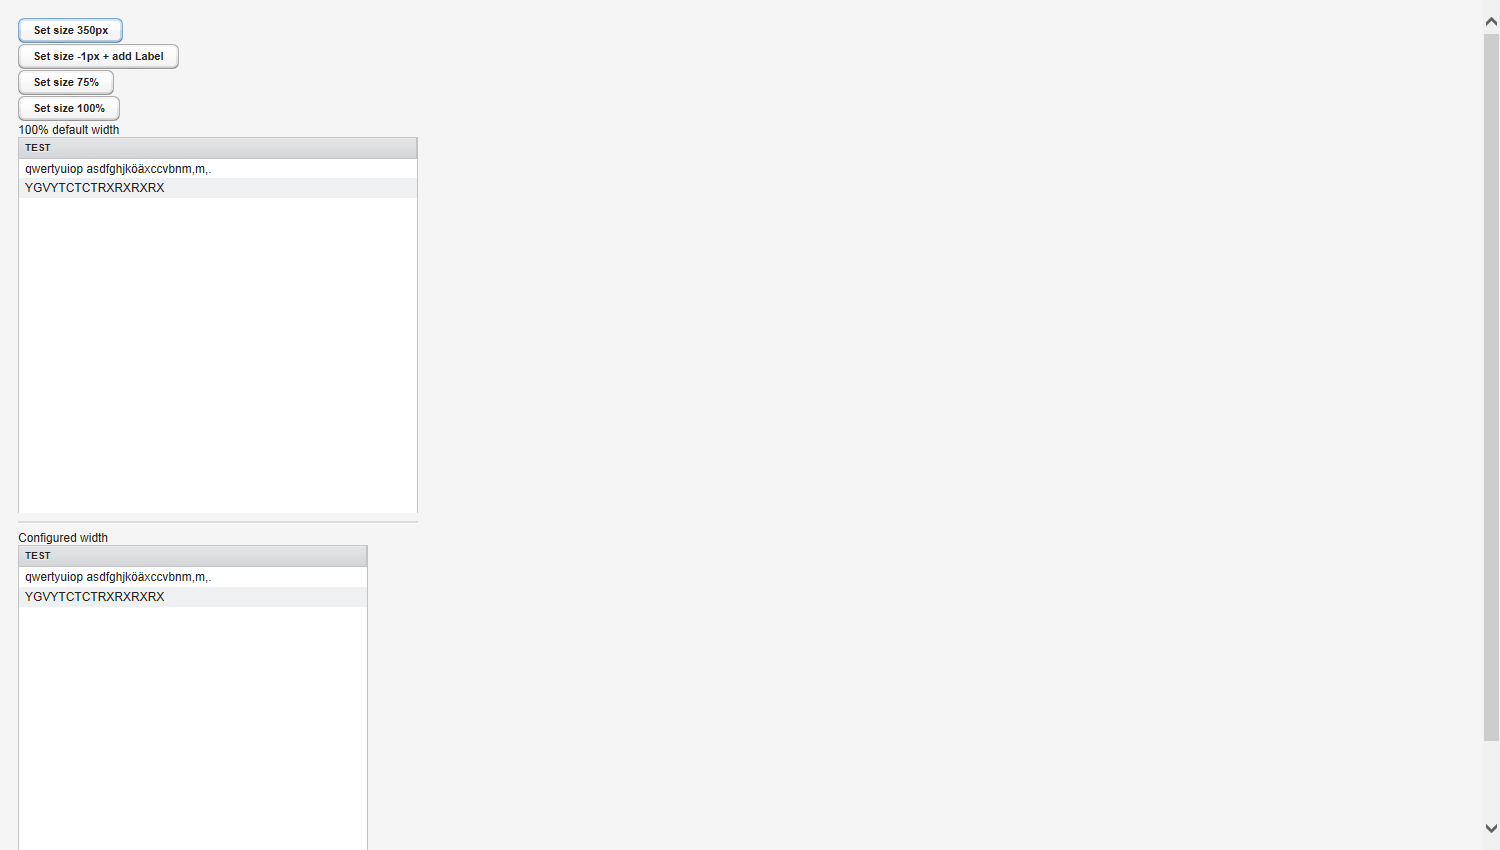 Set size 350px
Set size -1px + add Label
Set size 75%
Set size 100%
100% default width
TEST
qwertyuiop asdfghjköäxccvbnm,m,.
YGVYTCTCTRXRXRXRX
Configured width
TEST
qwertyuiop asdfghjköäxccvbnm,m,.
YGVYTCTCTRXRXRXRX